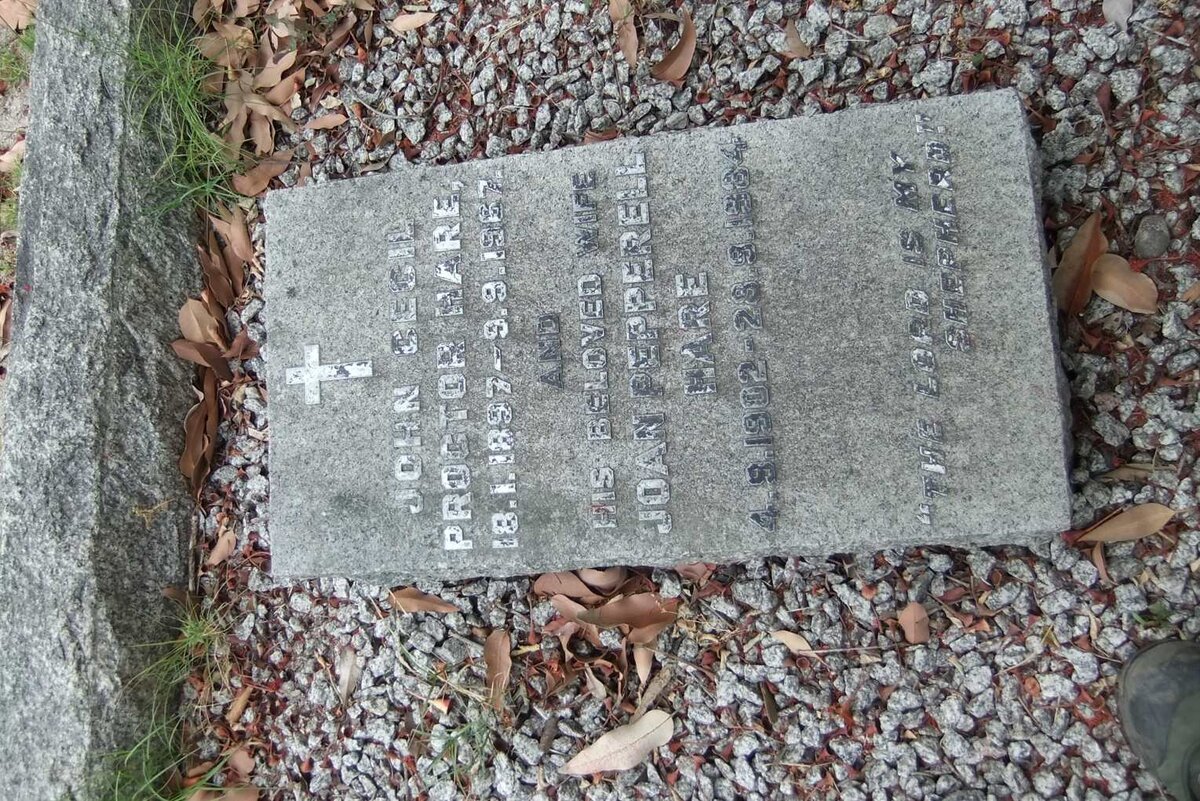 JOHN CECIL
PROCTOR HARE,
18.1.1897-9.9.1967.
AND
HIS BELOVED WIFE
JOAN PEPPERELL
HARE
4.9.1902-28.9.1984
"THE LORD IS MY
SHEPHERD"